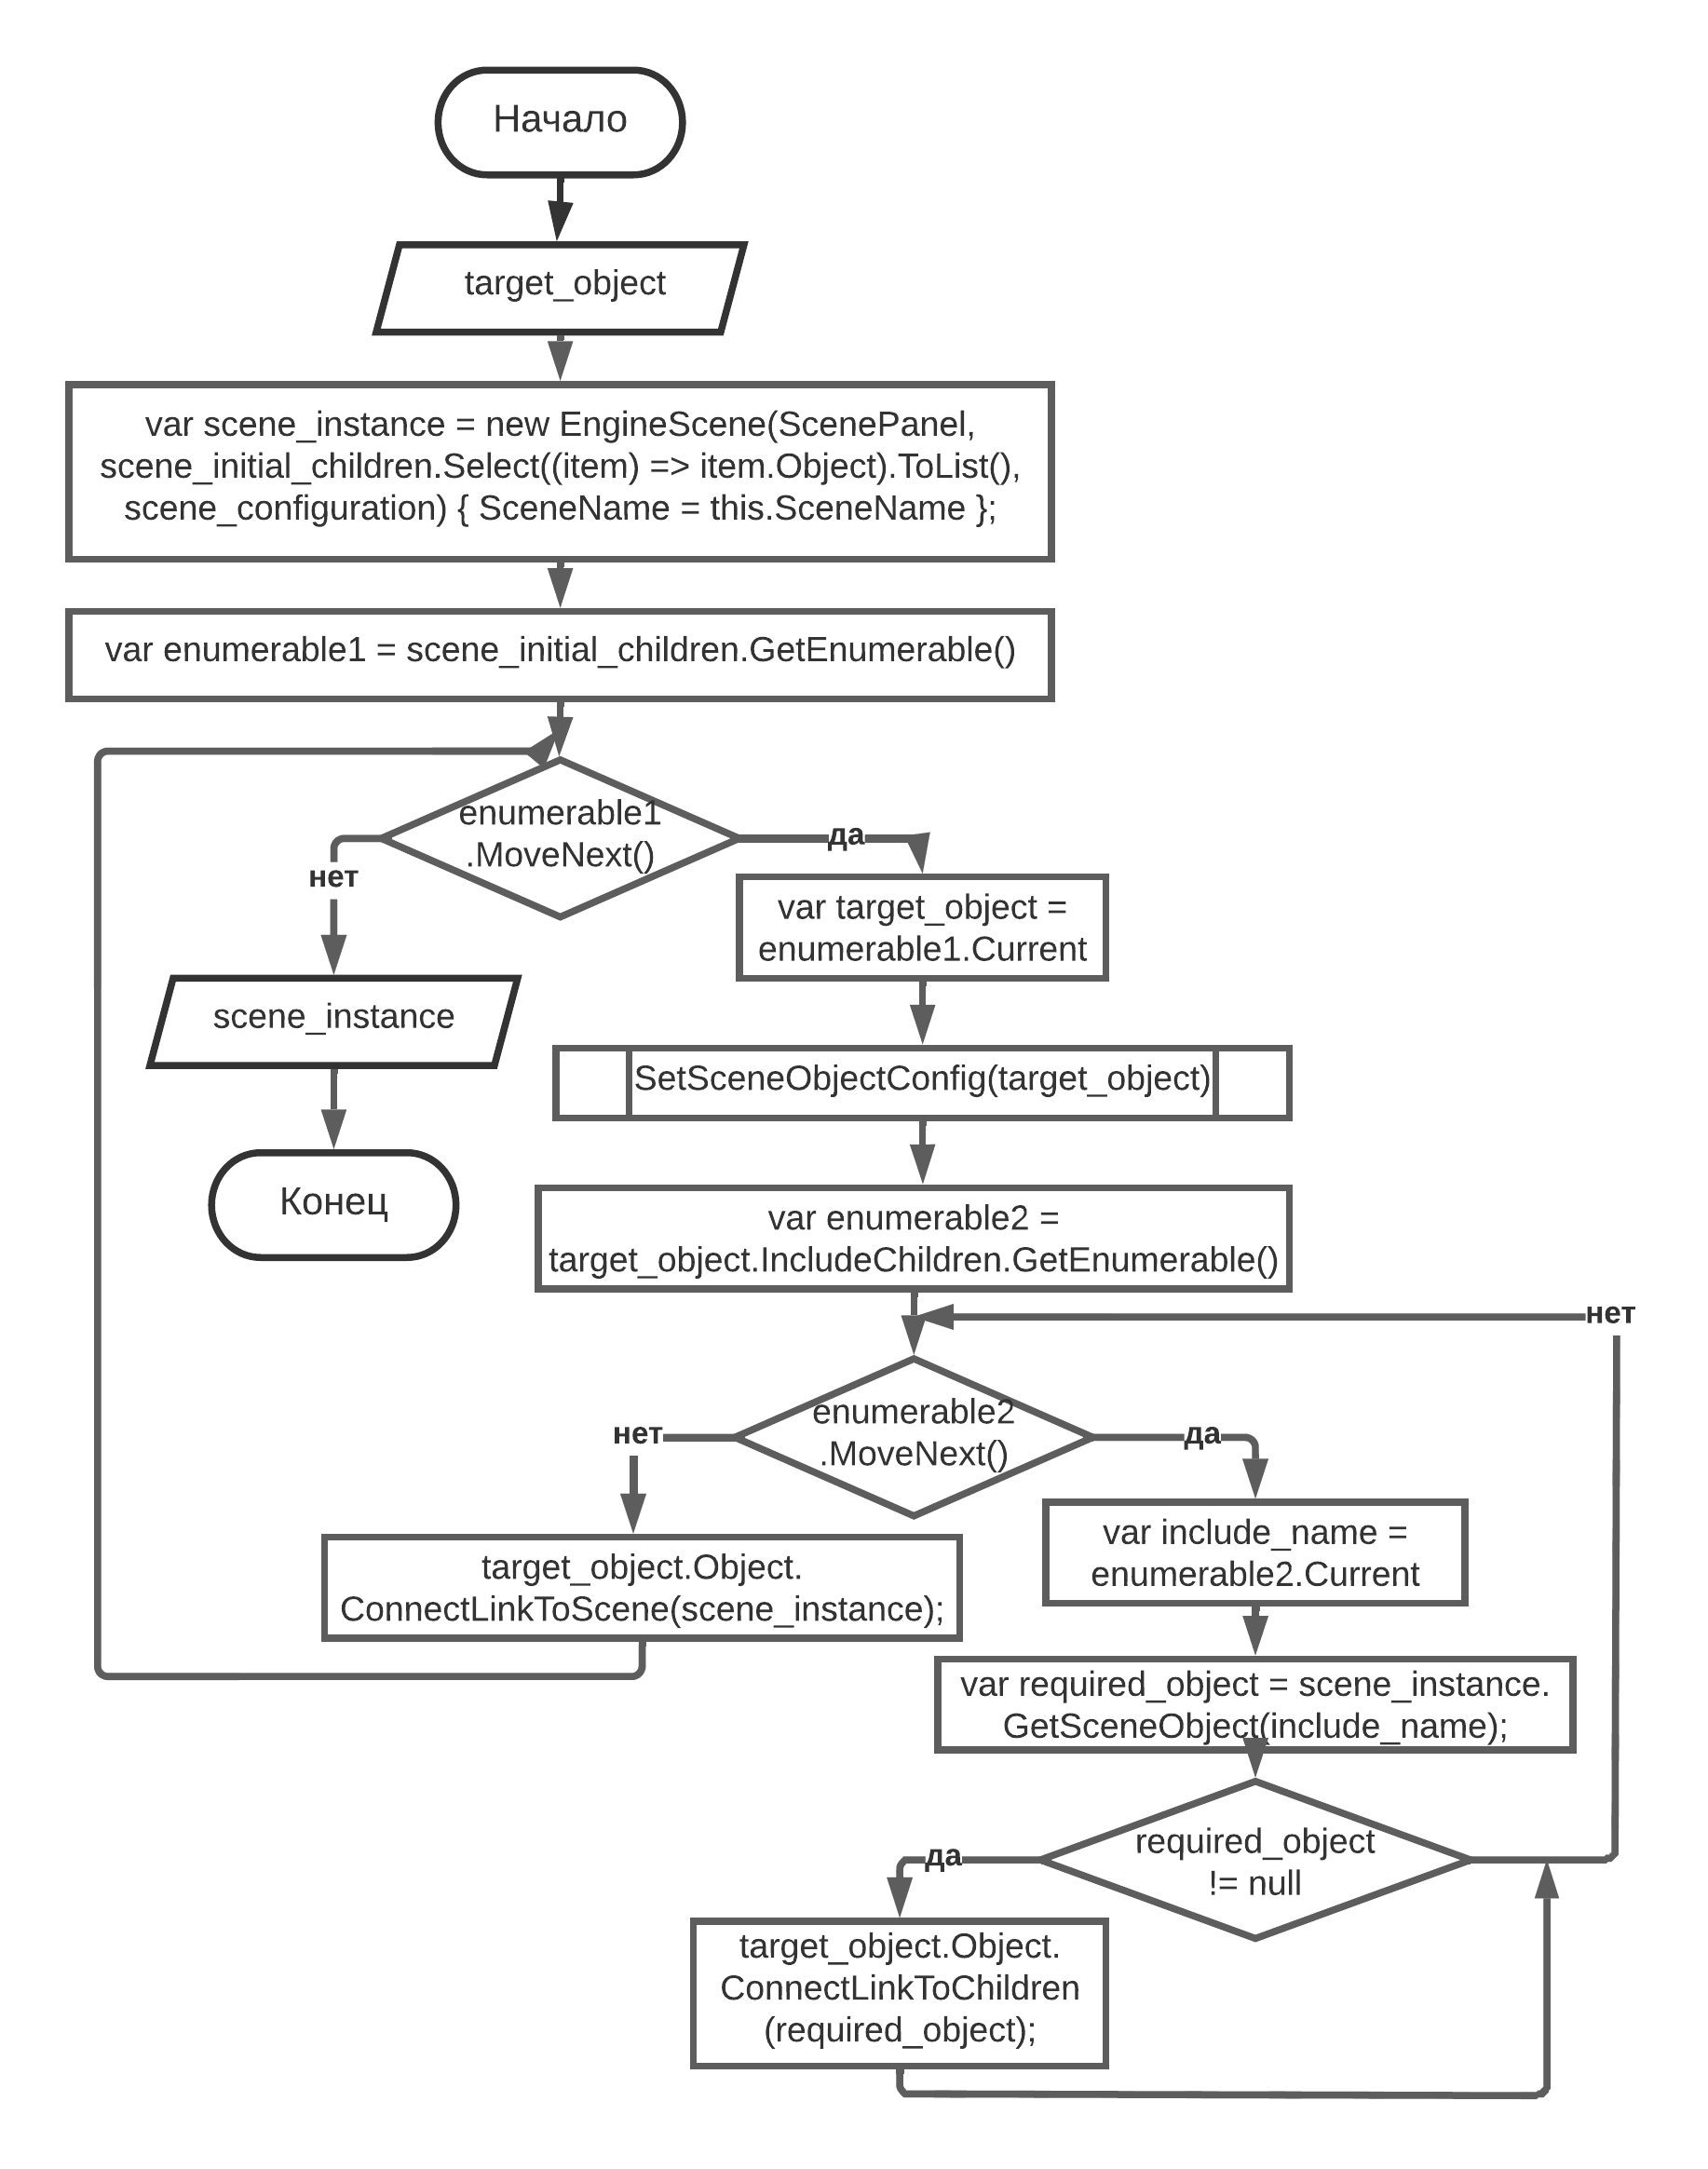 Начало
target_object
var scene_instance = new EngineScene(ScenePanel,
scene_initial_children.Select((item) => item.Object).ToList(),
scene_configuration) { SceneName = this.SceneName };
var enumerable1 = scene_initial_children.GetEnumerable()
enumerable1
.MoveNext()
да
нет
var target_object =
enumerable1.Current
scene_instance
SetSceneObjectConfig(target_object)
Конец
var enumerable2 =
target_object.IncludeChildren.GetEnumerable()
нет
enumerable2
.MoveNext()
нет
да
var include_name =
enumerable2.Current
target_object.Object.
ConnectLinkToScene(scene_instance);
var required_object = scene_instance.
GetSceneObject(include_name);
required_object
!= null
да
target_object.Object.
ConnectLinkToChildren
(required_object);